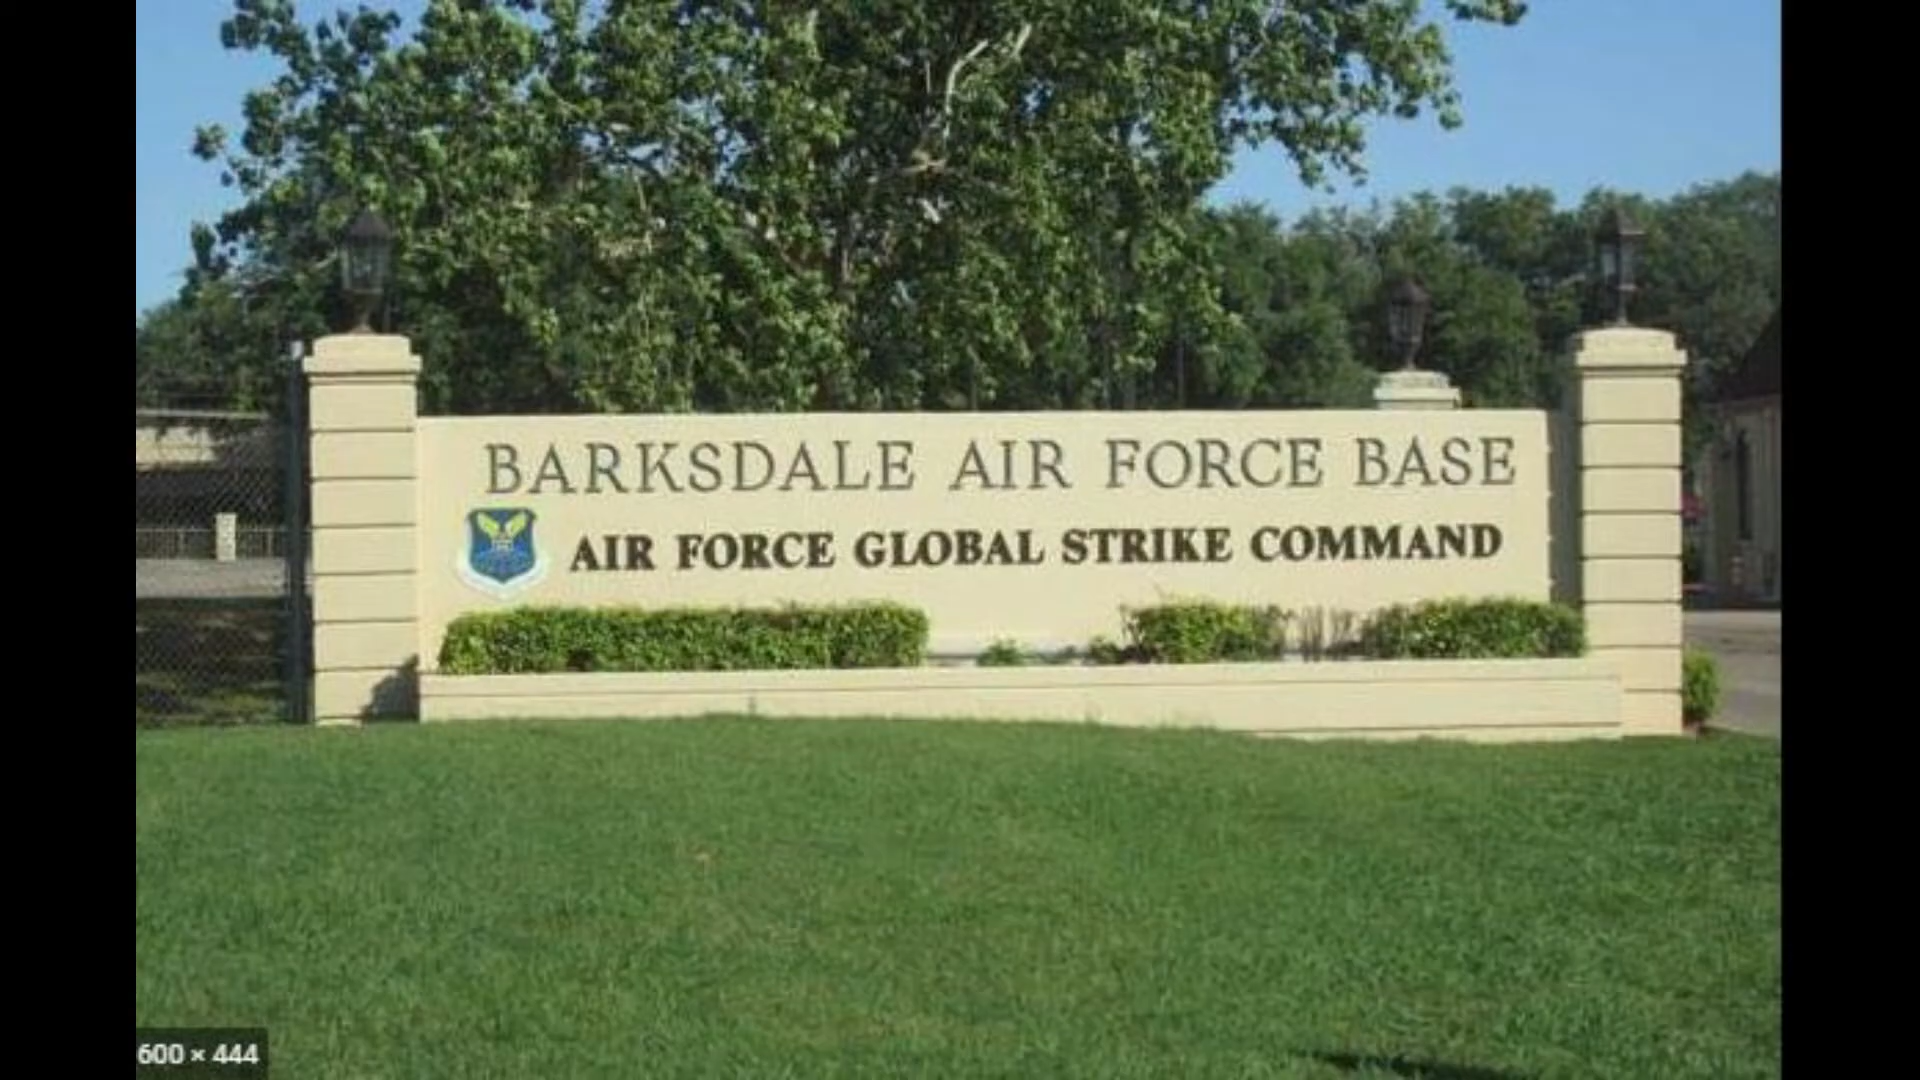 BARKSDALE AIR FORCE BASE
AIR FORCE GLOBAL STRIKE COMMAND
600 × 444